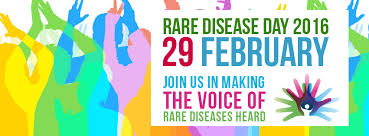 RARE DISEASE DAY 2016
29 FEBRUARY
JOIN US IN MAKING
THE VOICE OF
RARE DISEASES HEARD